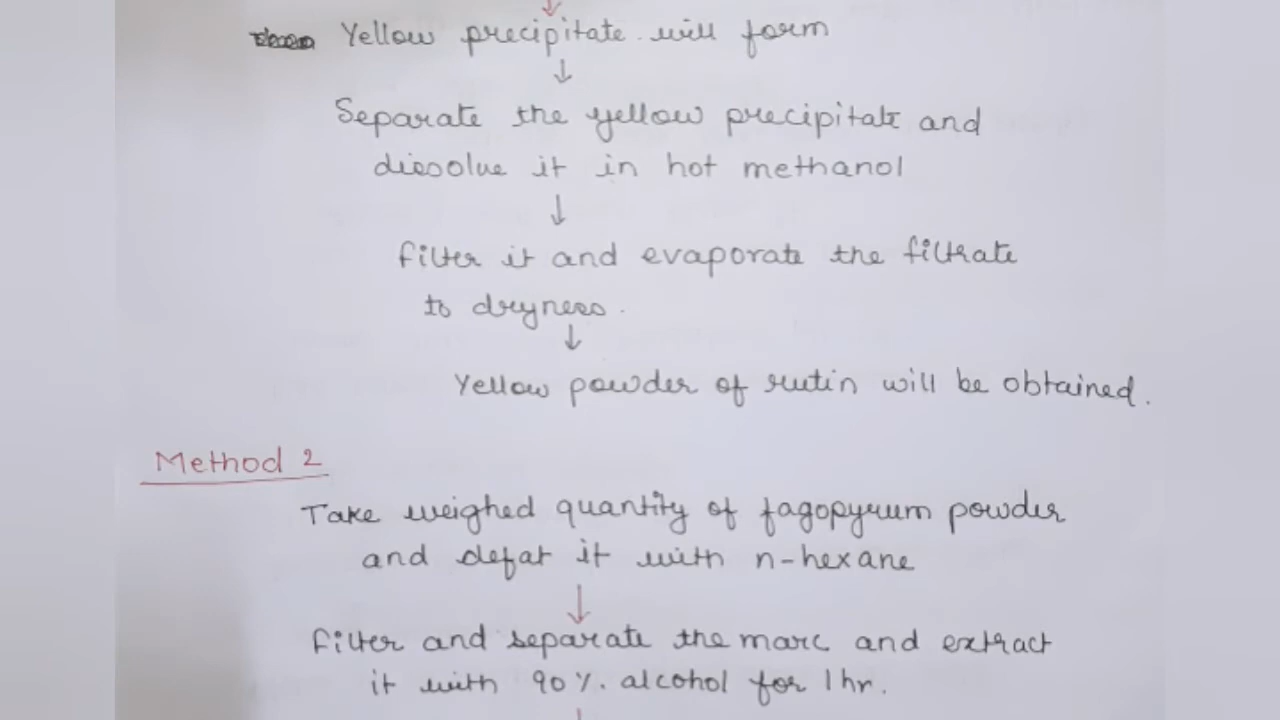 Yellow precipitate will form
↓
Separate the yellow precipitate and
dissolve it in hot methanol
↓
Filter it and evaporate the filtrate
to dryness.
↓
Yellow powder of rutin will be obtained.
Method 2
Take weighed quantity of fagopyrum powder
and defat it with n-hexane
↓
Filter and separate the marc and extract
it with 90% alcohol for 1 hr.